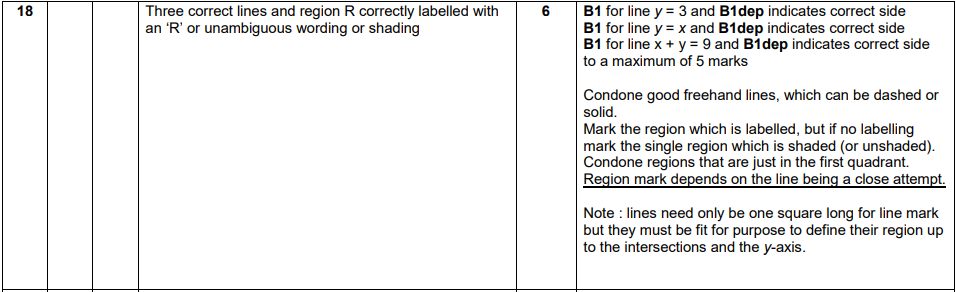 18
Three correct lines and region R correctly labelled with
an ‘R’ or unambiguous wording or shading
6
B1 for line y = 3 and B1dep indicates correct side
B1 for line y = x and B1dep indicates correct side
B1 for line x + y = 9 and B1dep indicates correct side
to a maximum of 5 marks
Condone good freehand lines, which can be dashed or
solid.
Mark the region which is labelled, but if no labelling
mark the single region which is shaded (or unshaded).
Condone regions that are just in the first quadrant.
Region mark depends on the line being a close attempt.
Note : lines need only be one square long for line mark
but they must be fit for purpose to define their region up
to the intersections and the y-axis.